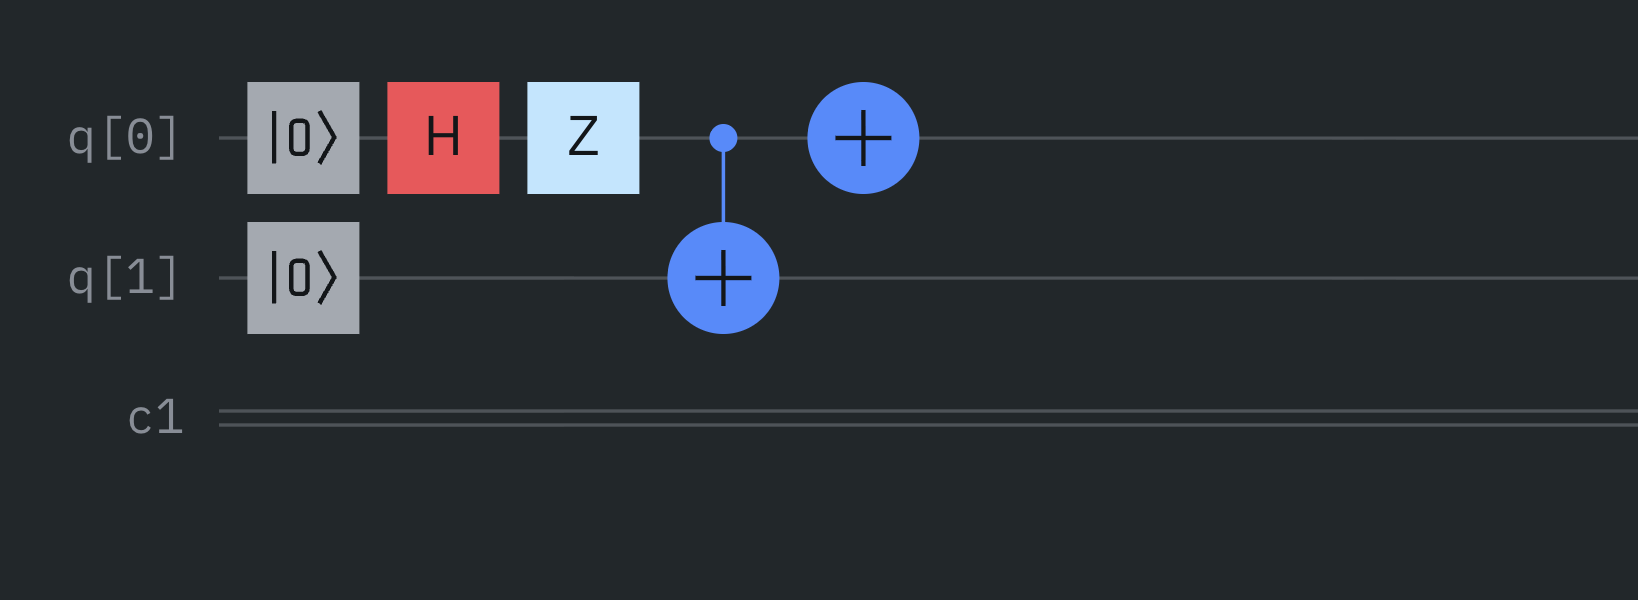 q[0] |0⟩ H Z +
q[1] |0⟩ +
c1